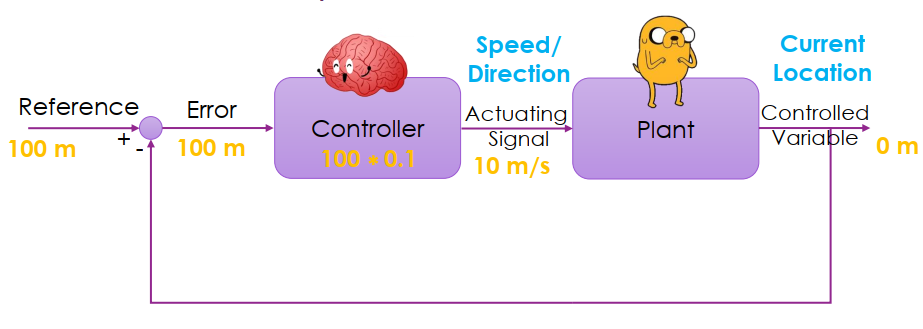 Speed/
Direction
Current
Location
Reference
100 m
+
-
Error
100 m
Controller
100 * 0.1
Actuating
Signal
10 m/s
Plant
Controlled
Variable
0 m